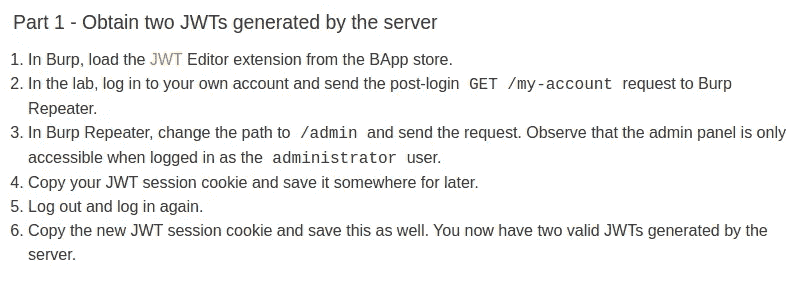 Part 1 - Obtain two JWTs generated by the server
1. In Burp, load the JWT Editor extension from the BApp store.
2. In the lab, log in to your own account and send the post-login GET /my-account request to Burp
Repeater.
3. In Burp Repeater, change the path to /admin and send the request. Observe that the admin panel is only
accessible when logged in as the administrator user.
4. Copy your JWT session cookie and save it somewhere for later.
5. Log out and log in again.
6. Copy the new JWT session cookie and save this as well. You now have two valid JWTs generated by the
server.